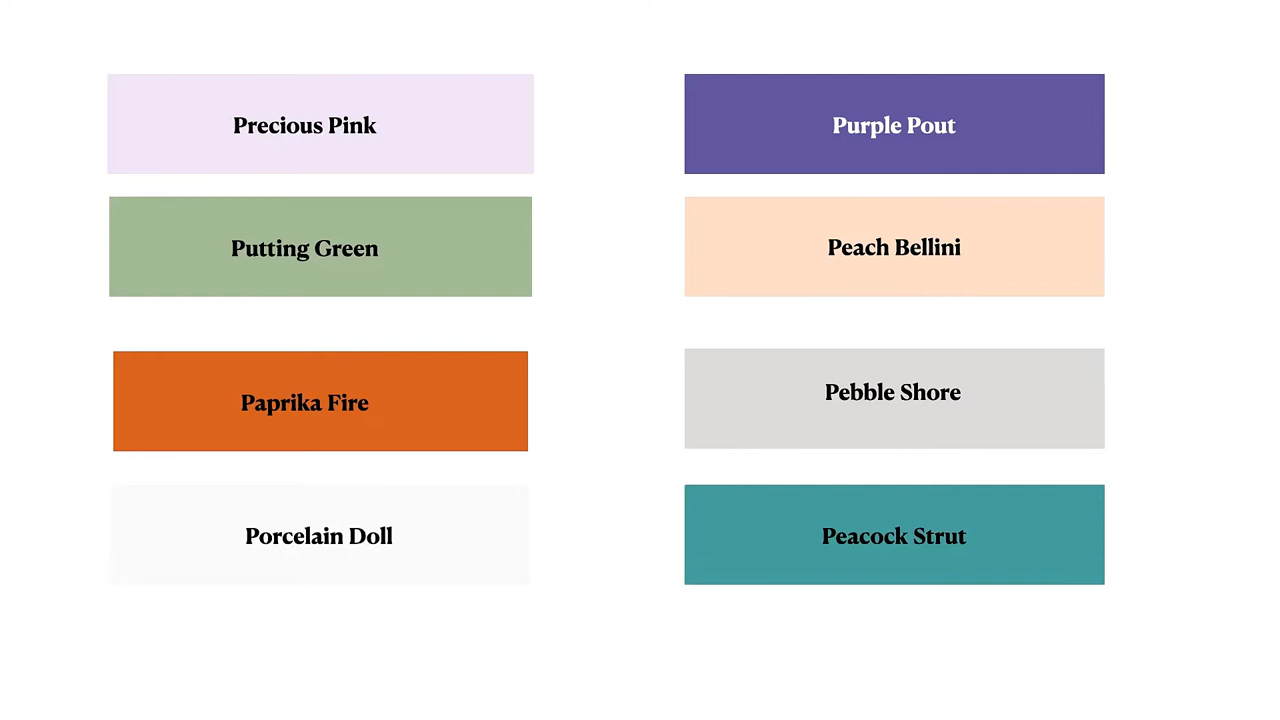 Precious Pink
Purple Pout
Putting Green
Peach Bellini
Paprika Fire
Pebble Shore
Porcelain Doll
Peacock Strut